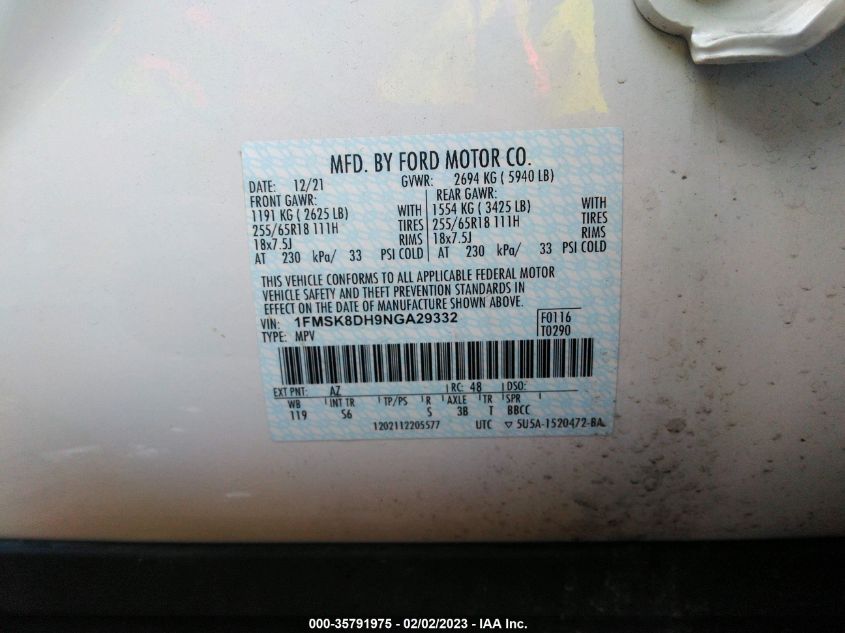 MFD. BY FORD MOTOR CO.
DATE: 12/21 GVWR: 2694 KG ( 5940 LB)
FRONT GAWR: REAR GAWR:
1191 KG ( 2625 LB) WITH 1554 KG ( 3425 LB) WITH
255/65R18 111H TIRES 255/65R18 111H TIRES
18x7.5J RIMS 18x7.5J RIMS
AT 230 kPa/ 33 PSI COLD AT 230 kPa/ 33 PSI COLD
THIS VEHICLE CONFORMS TO ALL APPLICABLE FEDERAL MOTOR
VEHICLE SAFETY AND THEFT PREVENTION STANDARDS IN
EFFECT ON THE DATE OF MANUFACTURE SHOWN ABOVE.
VIN: 1FMSK8DH9NGA29332 F0116
TYPE: MPV T0290
EXT PNT: AZ RC: 48 DSO:
WB INT TR TP/PS R AXLE TR SPR
119 S6 S 3B T BBCC
1202112205577 UTC ▽ 5U5A-1520472-BA
000-35791975 - 02/02/2023 - IAA Inc.